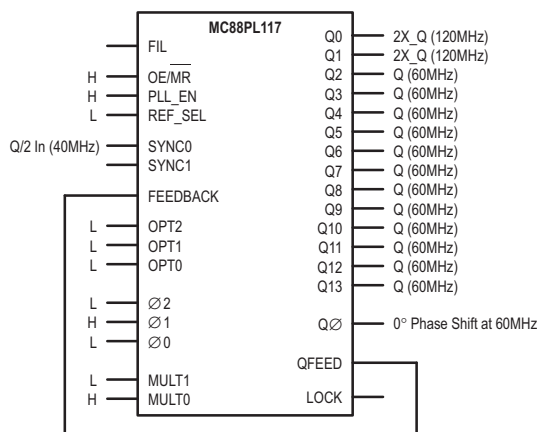 MC88PL117
FIL
Q0 2X_Q (120MHz)
Q1 2X_Q (120MHz)
H OE/MR Q2 Q (60MHz)
H PLL_EN Q3 Q (60MHz)
L REF_SEL Q4 Q (60MHz)
Q5 Q (60MHz)
Q/2 In (40MHz) SYNC0 Q6 Q (60MHz)
SYNC1 Q7 Q (60MHz)
FEEDBACK Q8 Q (60MHz)
Q9 Q (60MHz)
L OPT2 Q10 Q (60MHz)
L OPT1 Q11 Q (60MHz)
L OPT0 Q12 Q (60MHz)
Q13 Q (60MHz)
L ∅2
H ∅1 Q∅ 0° Phase Shift at 60MHz
L ∅0
QFEED
L MULT1
H MULT0 LOCK